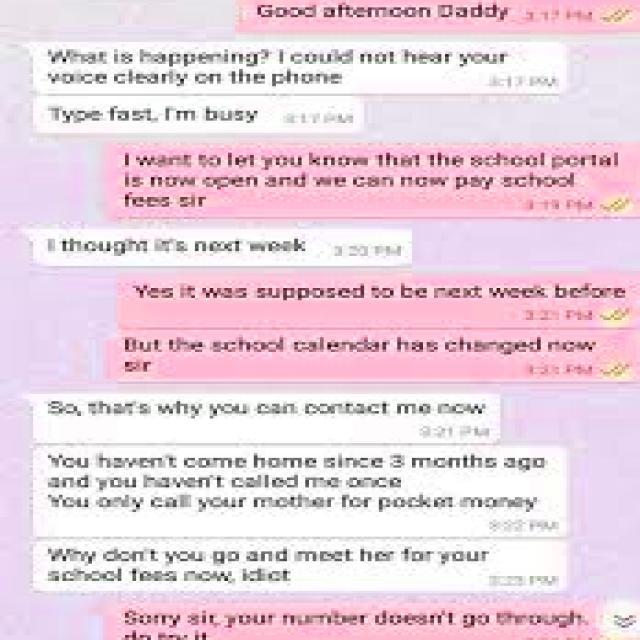 Good afternoon Daddy 3:17 PM
What is happening? I could not hear your
voice clearly on the phone 3:17 PM
Type fast, I'm busy 3:17 PM
I want to let you know that the school portal
is now open and we can now pay school
fees sir 3:19 PM
I thought it's next week 3:20 PM
Yes it was supposed to be next week before
3:21 PM
But the school calendar has changed now
sir 3:21 PM
So, that's why you can contact me now
3:21 PM
You haven't come home since 3 months ago
and you haven't called me once
You only call your mother for pocket money
3:22 PM
Why don't you go and meet her for your
school fees now, idiot 3:23 PM
Sorry sir, your number doesn't go through.
do try it